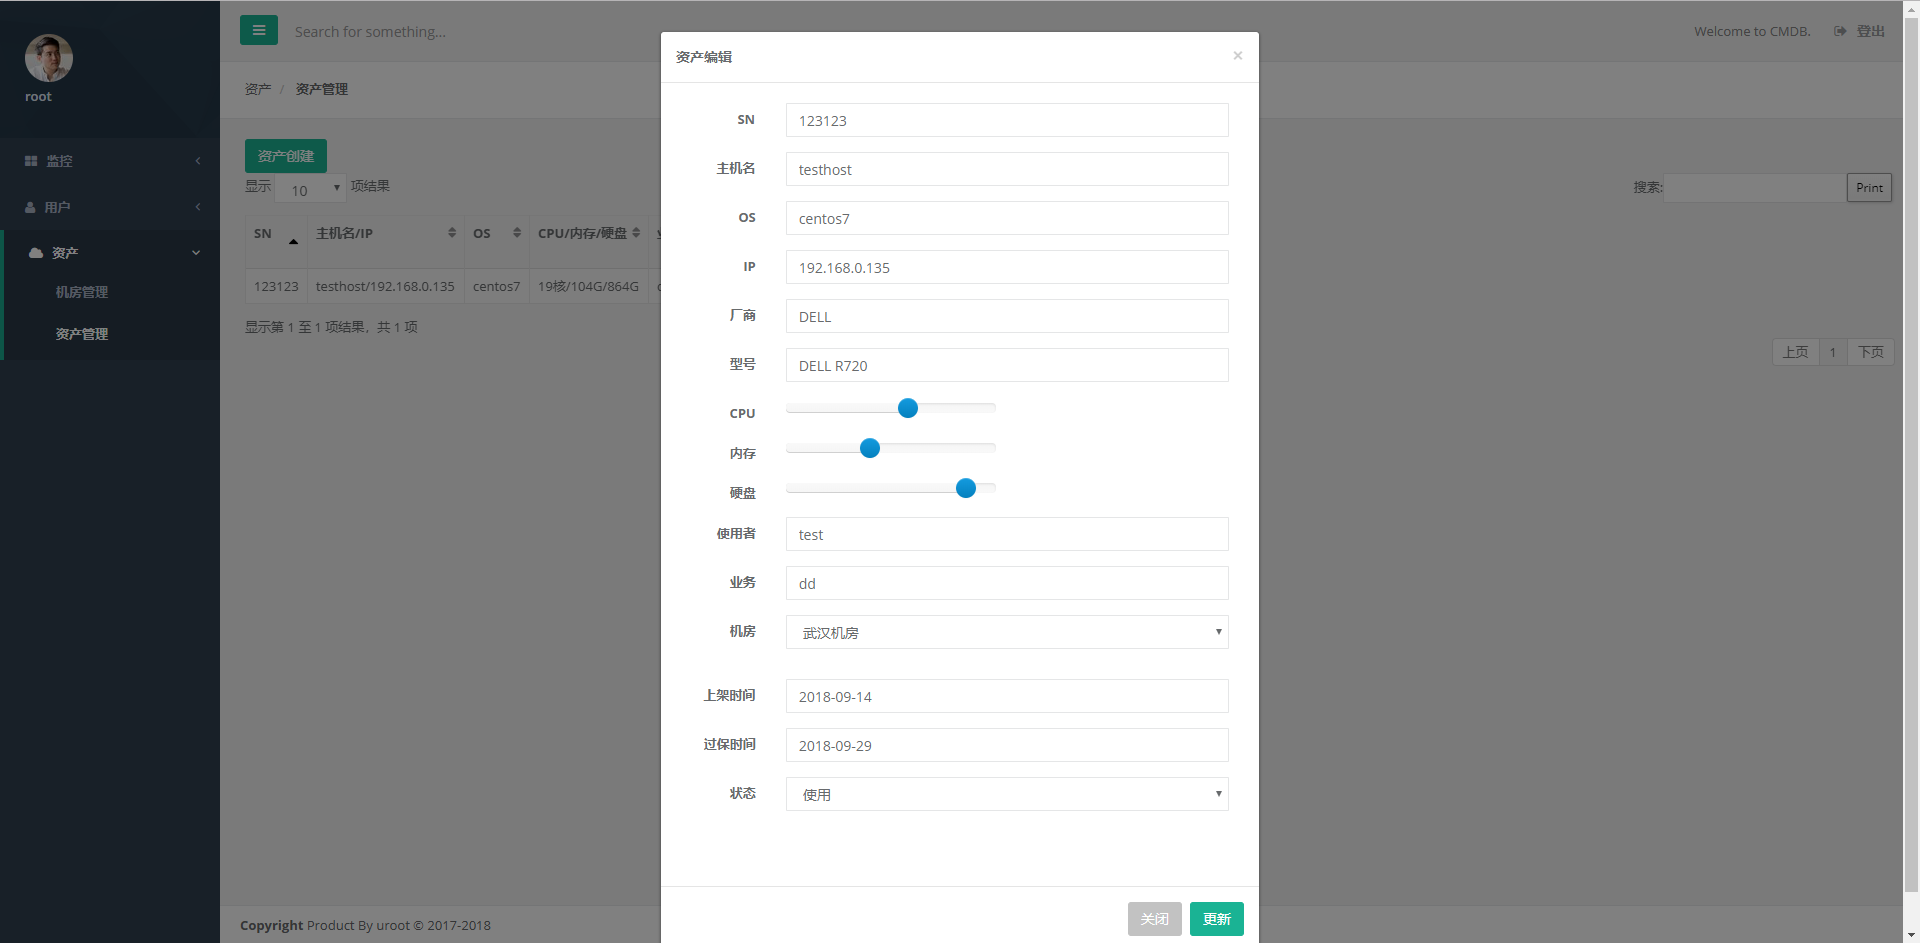 root
监控
用户
资产
机房管理
资产管理
Search for something...
Welcome to CMDB.
登出
资产 / 资产管理
资产创建
显示 10 项结果
搜索:
Print
SN 主机名/IP OS CPU/内存/硬盘
123123 testhost/192.168.0.135 centos7 19核/104G/864G
显示第 1 至 1 项结果，共 1 项
上页 1 下页
Copyright Product By uroot © 2017-2018
资产编辑 ×
SN 123123
主机名 testhost
OS centos7
IP 192.168.0.135
厂商 DELL
型号 DELL R720
CPU
内存
硬盘
使用者 test
业务 dd
机房 武汉机房
上架时间 2018-09-14
过保时间 2018-09-29
状态 使用
关闭 更新